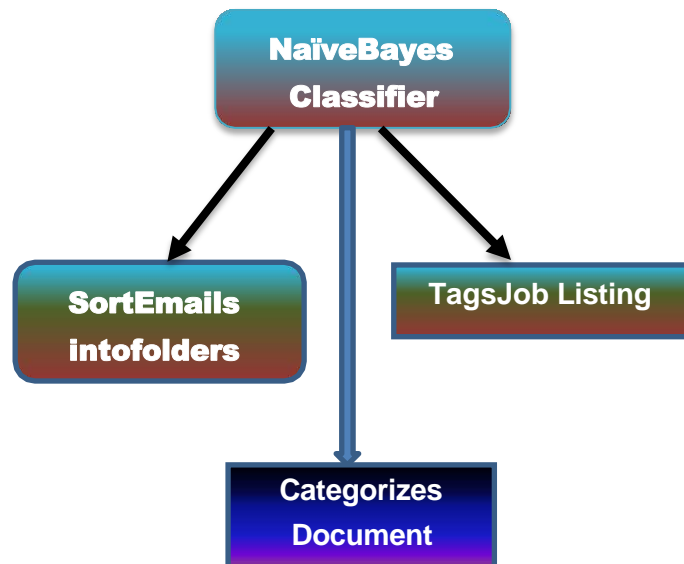 NaïveBayes
Classifier
SortEmails
intofolders
TagsJob Listing
Categorizes
Document